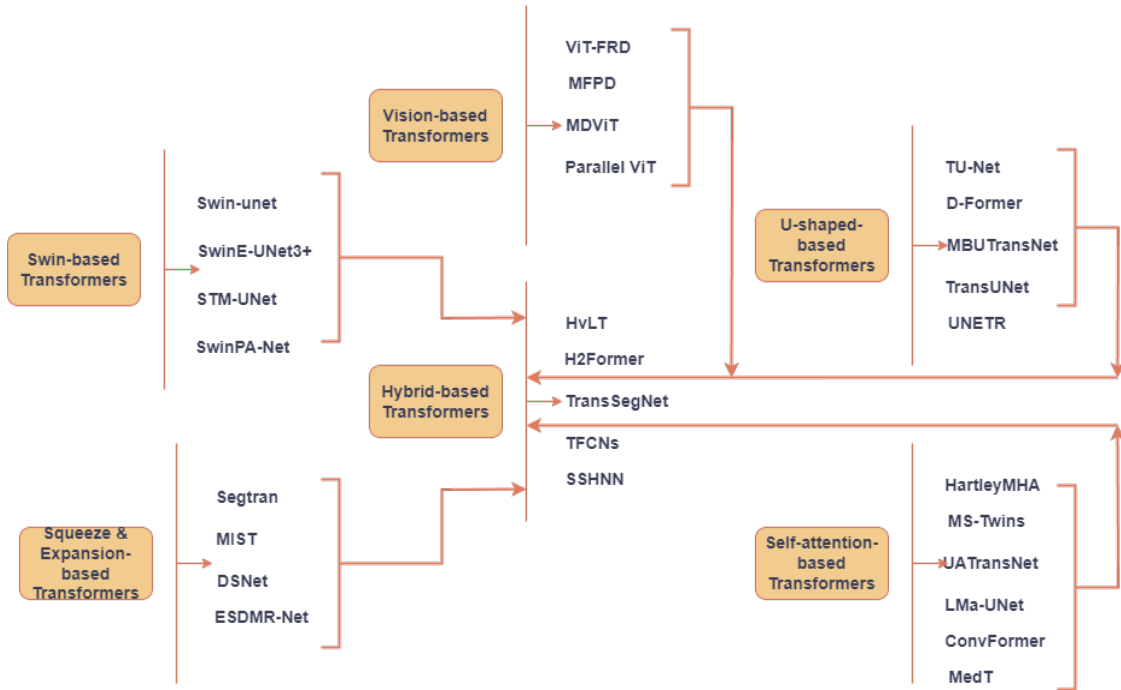 Vision-based
Transformers
ViT-FRD
MFPD
MDViT
Parallel ViT
Swin-based
Transformers
Swin-unet
SwinE-UNet3+
STM-UNet
SwinPA-Net
U-shaped-
based
Transformers
TU-Net
D-Former
MBUTransNet
TransUNet
UNETR
Hybrid-based
Transformers
HvLT
H2Former
TransSegNet
TFCNs
SSHNN
Squeeze &
Expansion-
based
Transformers
Segtran
MIST
DSNet
ESDMR-Net
Self-attention-
based
Transformers
HartleyMHA
MS-Twins
UATransNet
LMa-UNet
ConvFormer
MedT